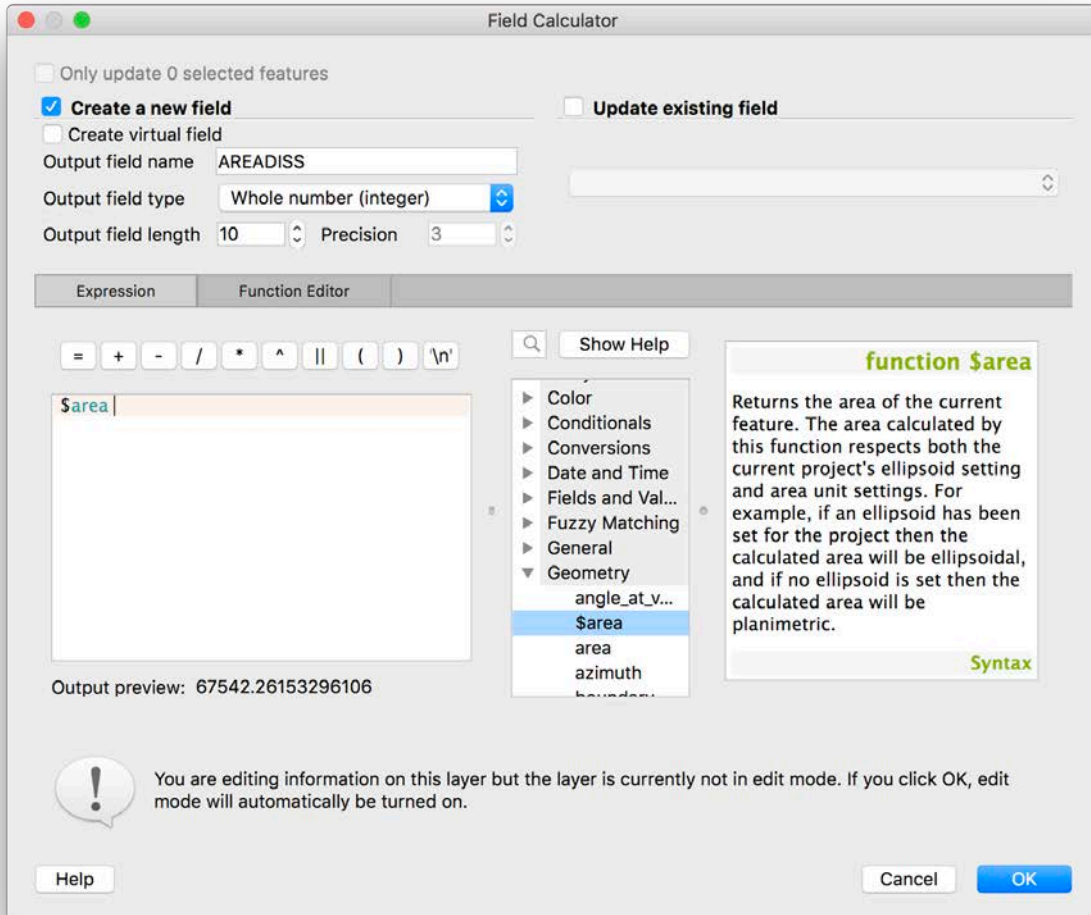 Field Calculator
Only update 0 selected features
Create a new field
Update existing field
Create virtual field
Output field name AREADISS
Output field type Whole number (integer)
Output field length 10 Precision 3
Expression Function Editor
= + - / * ^ || ( ) '\n'
Show Help
$area
Color
Conditionals
Conversions
Date and Time
Fields and Val...
Fuzzy Matching
General
Geometry
angle_at_v...
$area
area
azimuth
boundary
function $area
Returns the area of the current
feature. The area calculated by
this function respects both the
current project's ellipsoid setting
and area unit settings. For
example, if an ellipsoid has been
set for the project then the
calculated area will be ellipsoidal,
and if no ellipsoid is set then the
calculated area will be
planimetric.
Syntax
Output preview: 67542.26153296106
You are editing information on this layer but the layer is currently not in edit mode. If you click OK, edit
mode will automatically be turned on.
Help
Cancel
OK